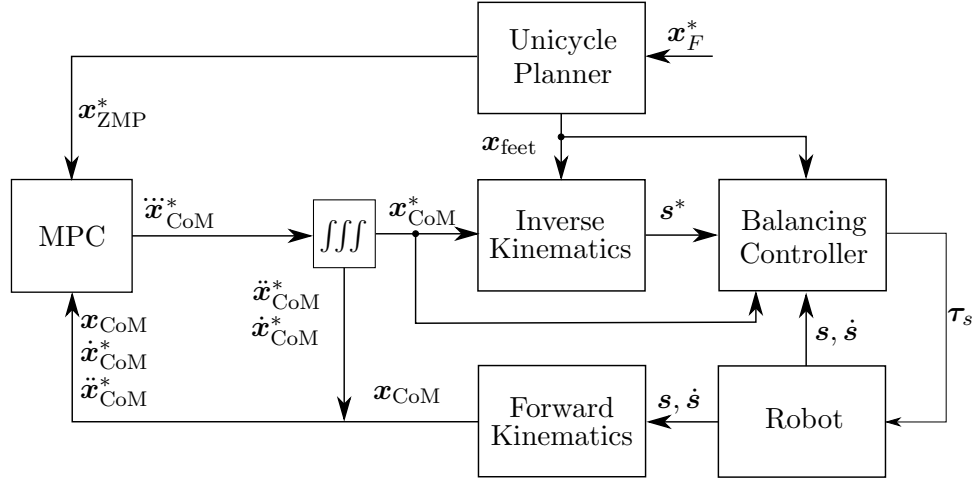 Unicycle
Planner
x*_F
x*_ZMP
x_feet
MPC
x⃛*_CoM
∫∫∫
x*_CoM
Inverse
Kinematics
s*
Balancing
Controller
ẍ*_CoM
ẋ*_CoM
x_CoM
ẋ*_CoM
ẍ*_CoM
s, ṡ
τ_s
x_CoM
Forward
Kinematics
s, ṡ
Robot